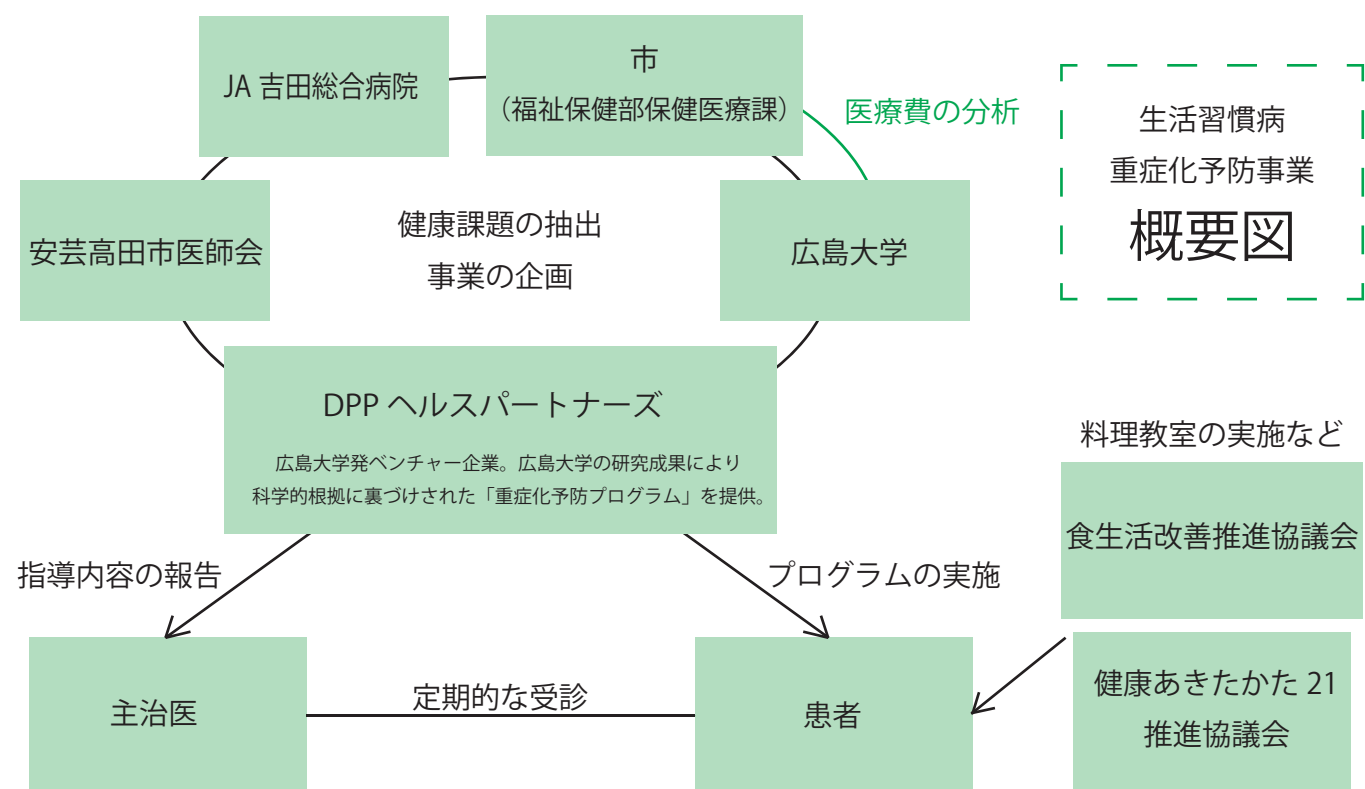 JA 吉田総合病院
市
（福祉保健部保健医療課）
医療費の分析
生活習慣病
重症化予防事業
概要図
安芸高田市医師会
健康課題の抽出
事業の企画
広島大学
DPP ヘルスパートナーズ
広島大学発ベンチャー企業。広島大学の研究成果により
科学的根拠に裏づけされた「重症化予防プログラム」を提供。
料理教室の実施など
食生活改善推進協議会
指導内容の報告
プログラムの実施
主治医
定期的な受診
患者
健康あきたかた 21
推進協議会